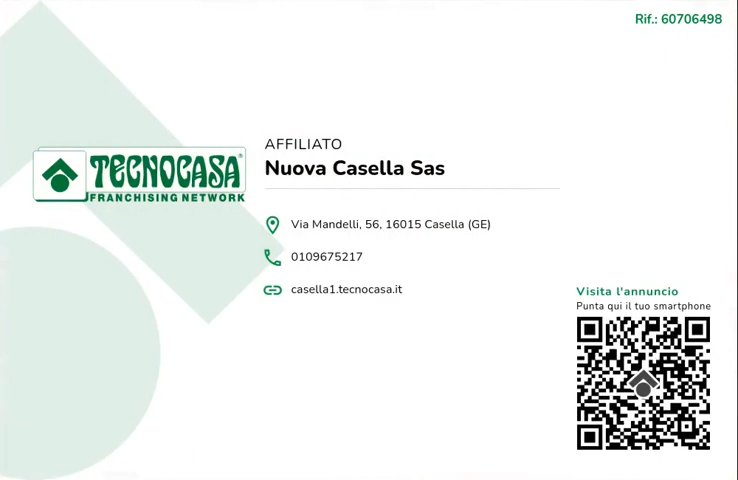 Rif.: 60706498
AFFILIATO
Nuova Casella Sas
TECNOCASA®
FRANCHISING NETWORK
Via Mandelli, 56, 16015 Casella (GE)
0109675217
casella1.tecnocasa.it
Visita l'annuncio
Punta qui il tuo smartphone